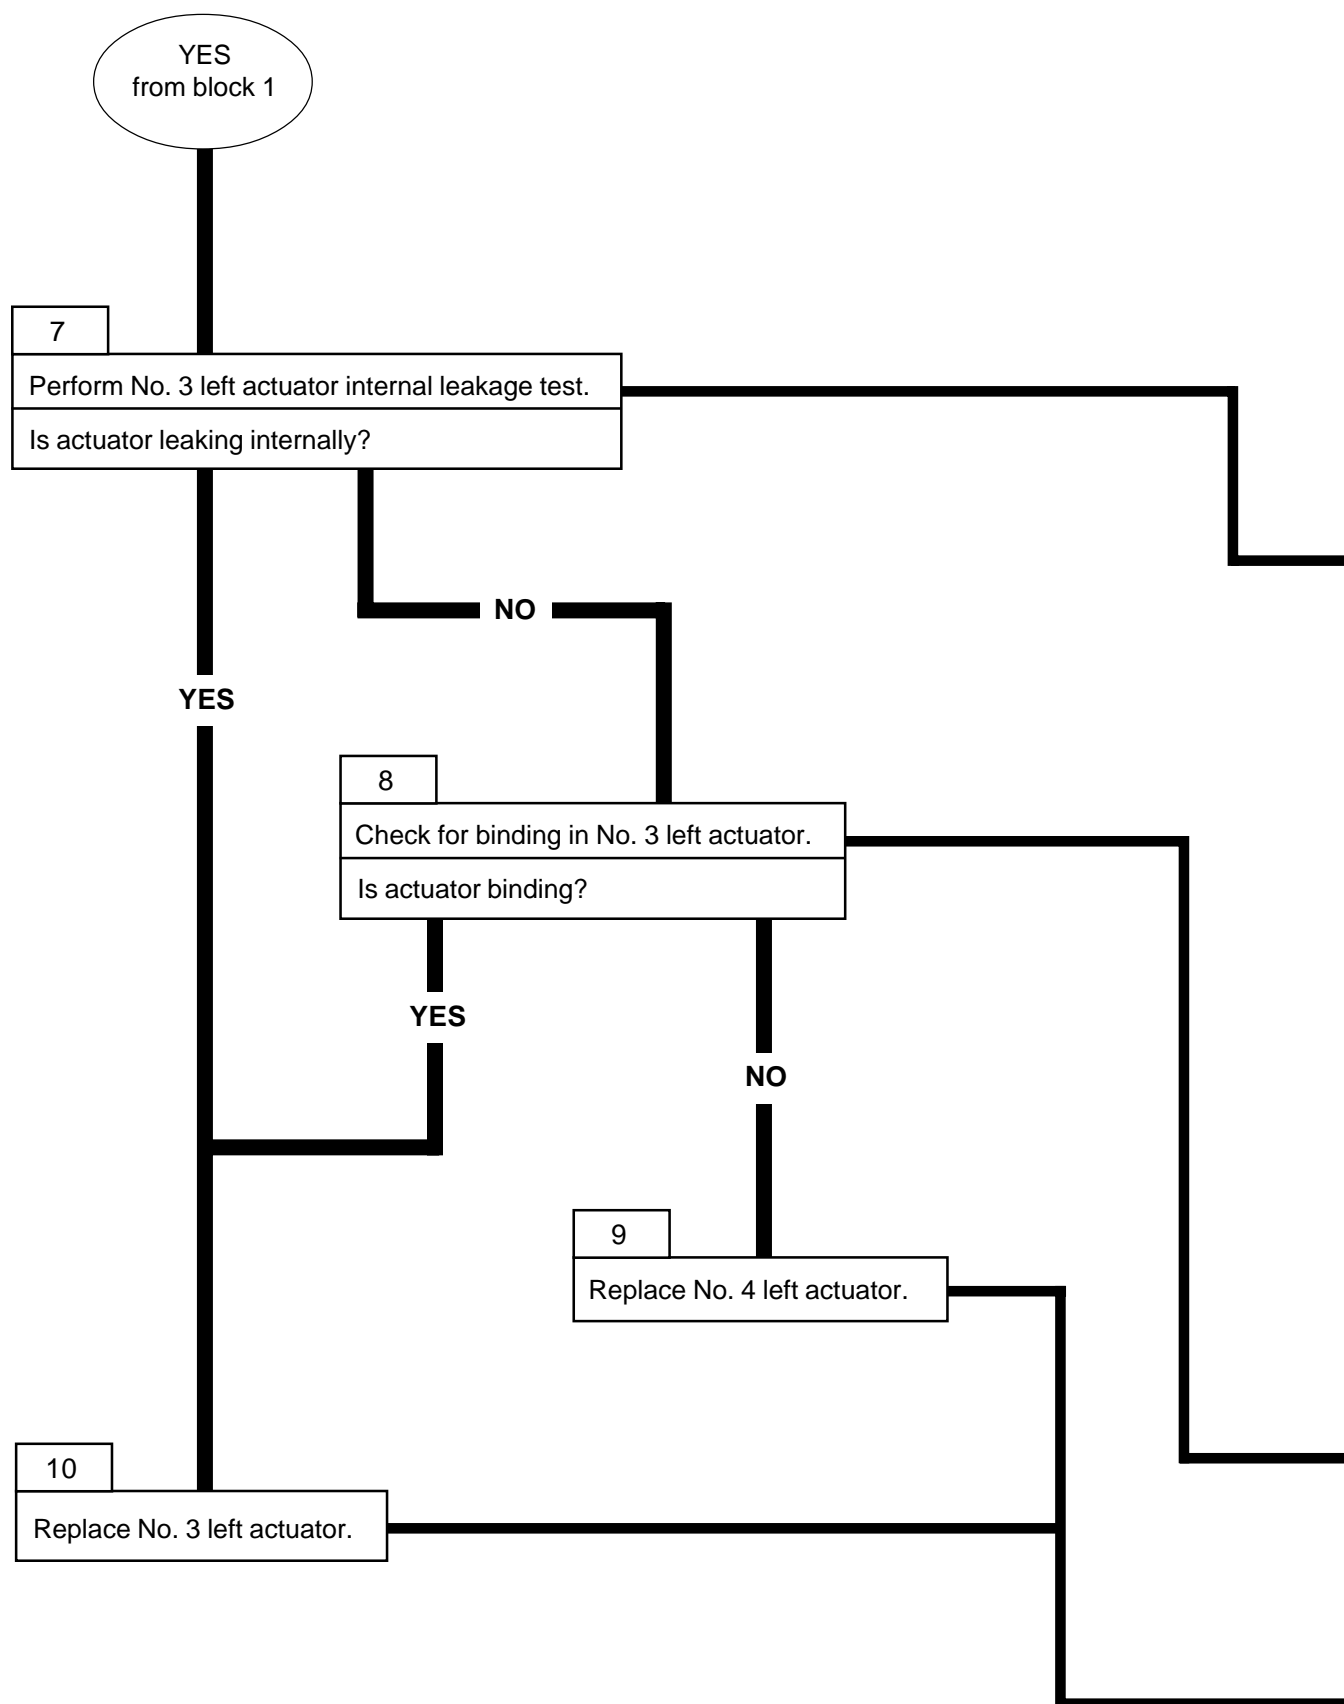 YES
from block 1
7
Perform No. 3 left actuator internal leakage test.
Is actuator leaking internally?
NO
YES
8
Check for binding in No. 3 left actuator.
Is actuator binding?
YES
NO
9
Replace No. 4 left actuator.
10
Replace No. 3 left actuator.